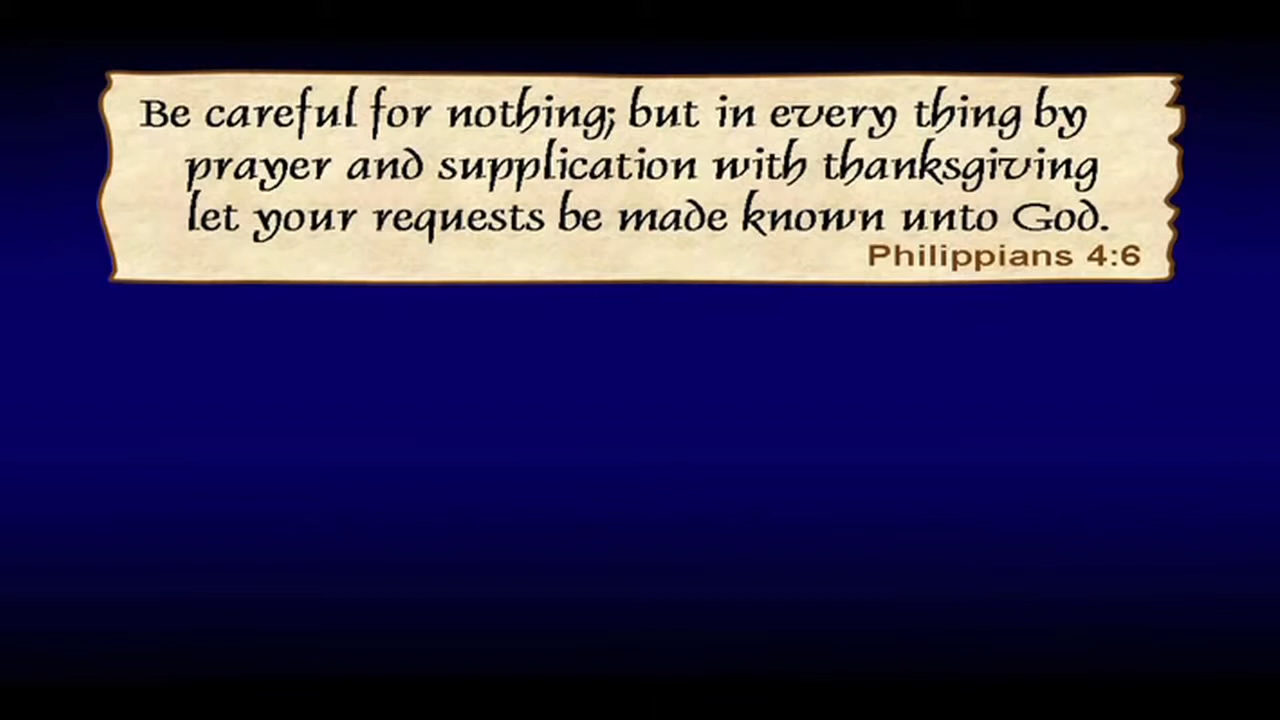 Be careful for nothing; but in every thing by
prayer and supplication with thanksgiving
let your requests be made known unto God.
Philippians 4:6